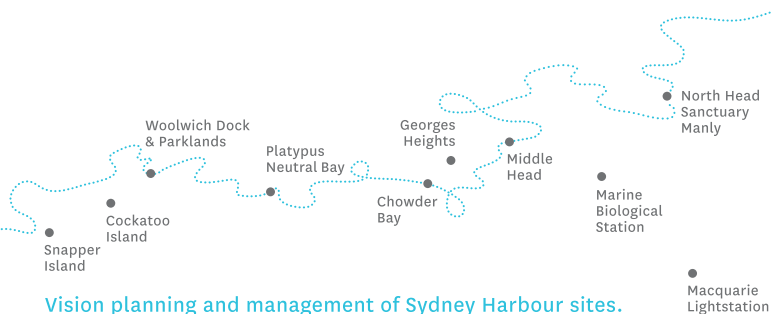 North Head
Sanctuary
Manly
Woolwich Dock
& Parklands
Georges
Heights
Platypus
Neutral Bay
Middle
Head
Marine
Biological
Station
Chowder
Bay
Cockatoo
Island
Snapper
Island
Macquarie
Lightstation
Vision planning and management of Sydney Harbour sites.